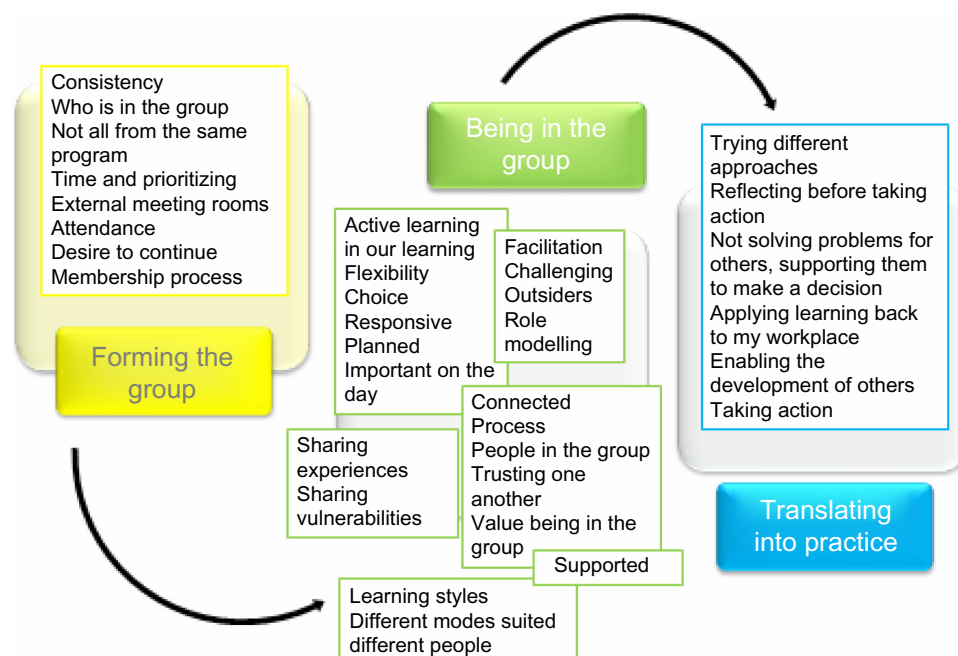 Consistency
Who is in the group
Not all from the same
program
Time and prioritizing
External meeting rooms
Attendance
Desire to continue
Membership process
Forming the
group
Being in the
group
Active learning
in our learning
Flexibility
Choice
Responsive
Planned
Important on the
day
Facilitation
Challenging
Outsiders
Role
modelling
Sharing
experiences
Sharing
vulnerabilities
Connected
Process
People in the group
Trusting one
another
Value being in the
group
Supported
Learning styles
Different modes suited
different people
Trying different
approaches
Reflecting before taking
action
Not solving problems for
others, supporting them
to make a decision
Applying learning back
to my workplace
Enabling the
development of others
Taking action
Translating
into practice